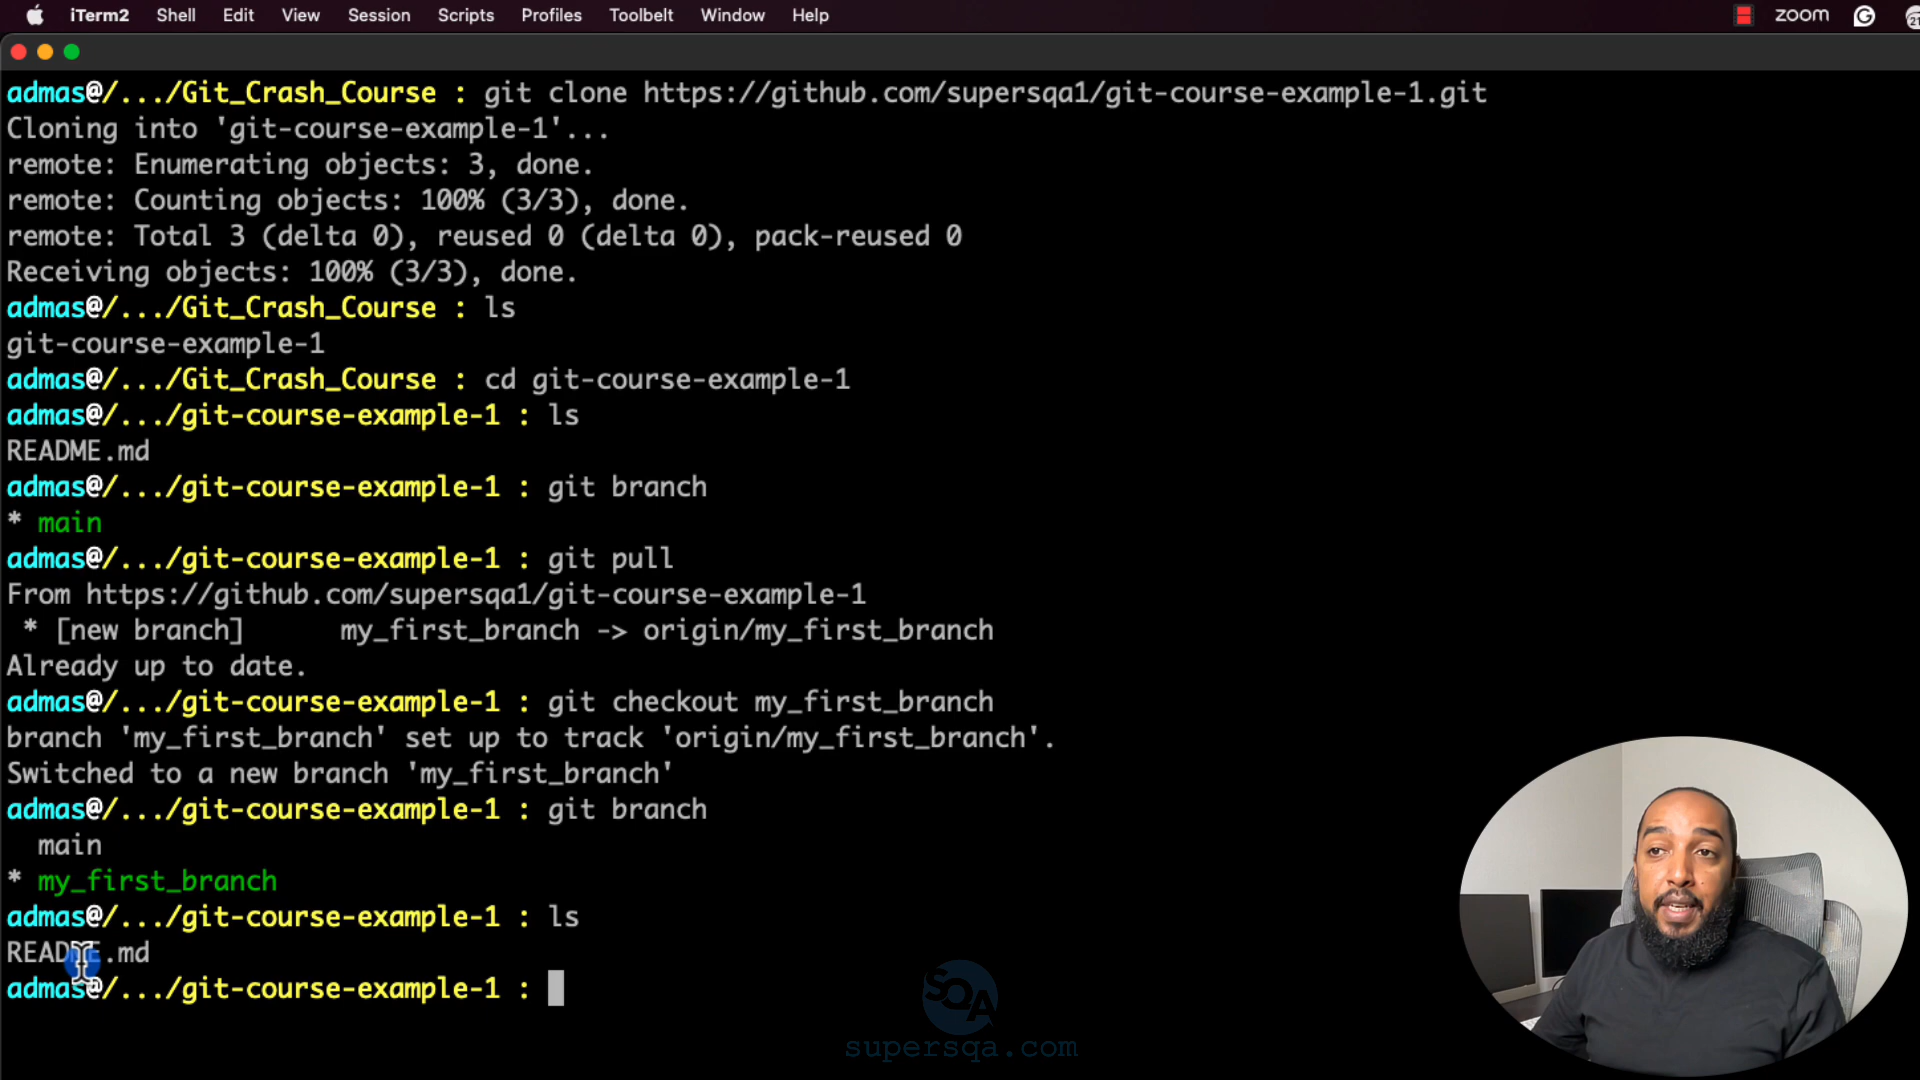 iTerm2 Shell Edit View Session Scripts Profiles Toolbelt Window Help zoom 21
admas@/.../Git_Crash_Course : git clone https://github.com/supersqa1/git-course-example-1.git
Cloning into 'git-course-example-1'...
remote: Enumerating objects: 3, done.
remote: Counting objects: 100% (3/3), done.
remote: Total 3 (delta 0), reused 0 (delta 0), pack-reused 0
Receiving objects: 100% (3/3), done.
admas@/.../Git_Crash_Course : ls
git-course-example-1
admas@/.../Git_Crash_Course : cd git-course-example-1
admas@/.../git-course-example-1 : ls
README.md
admas@/.../git-course-example-1 : git branch
* main
admas@/.../git-course-example-1 : git pull
From https://github.com/supersqa1/git-course-example-1
 * [new branch]      my_first_branch -> origin/my_first_branch
Already up to date.
admas@/.../git-course-example-1 : git checkout my_first_branch
branch 'my_first_branch' set up to track 'origin/my_first_branch'.
Switched to a new branch 'my_first_branch'
admas@/.../git-course-example-1 : git branch
  main
* my_first_branch
admas@/.../git-course-example-1 : ls
README.md
admas@/.../git-course-example-1 :
SQA
supersqa.com